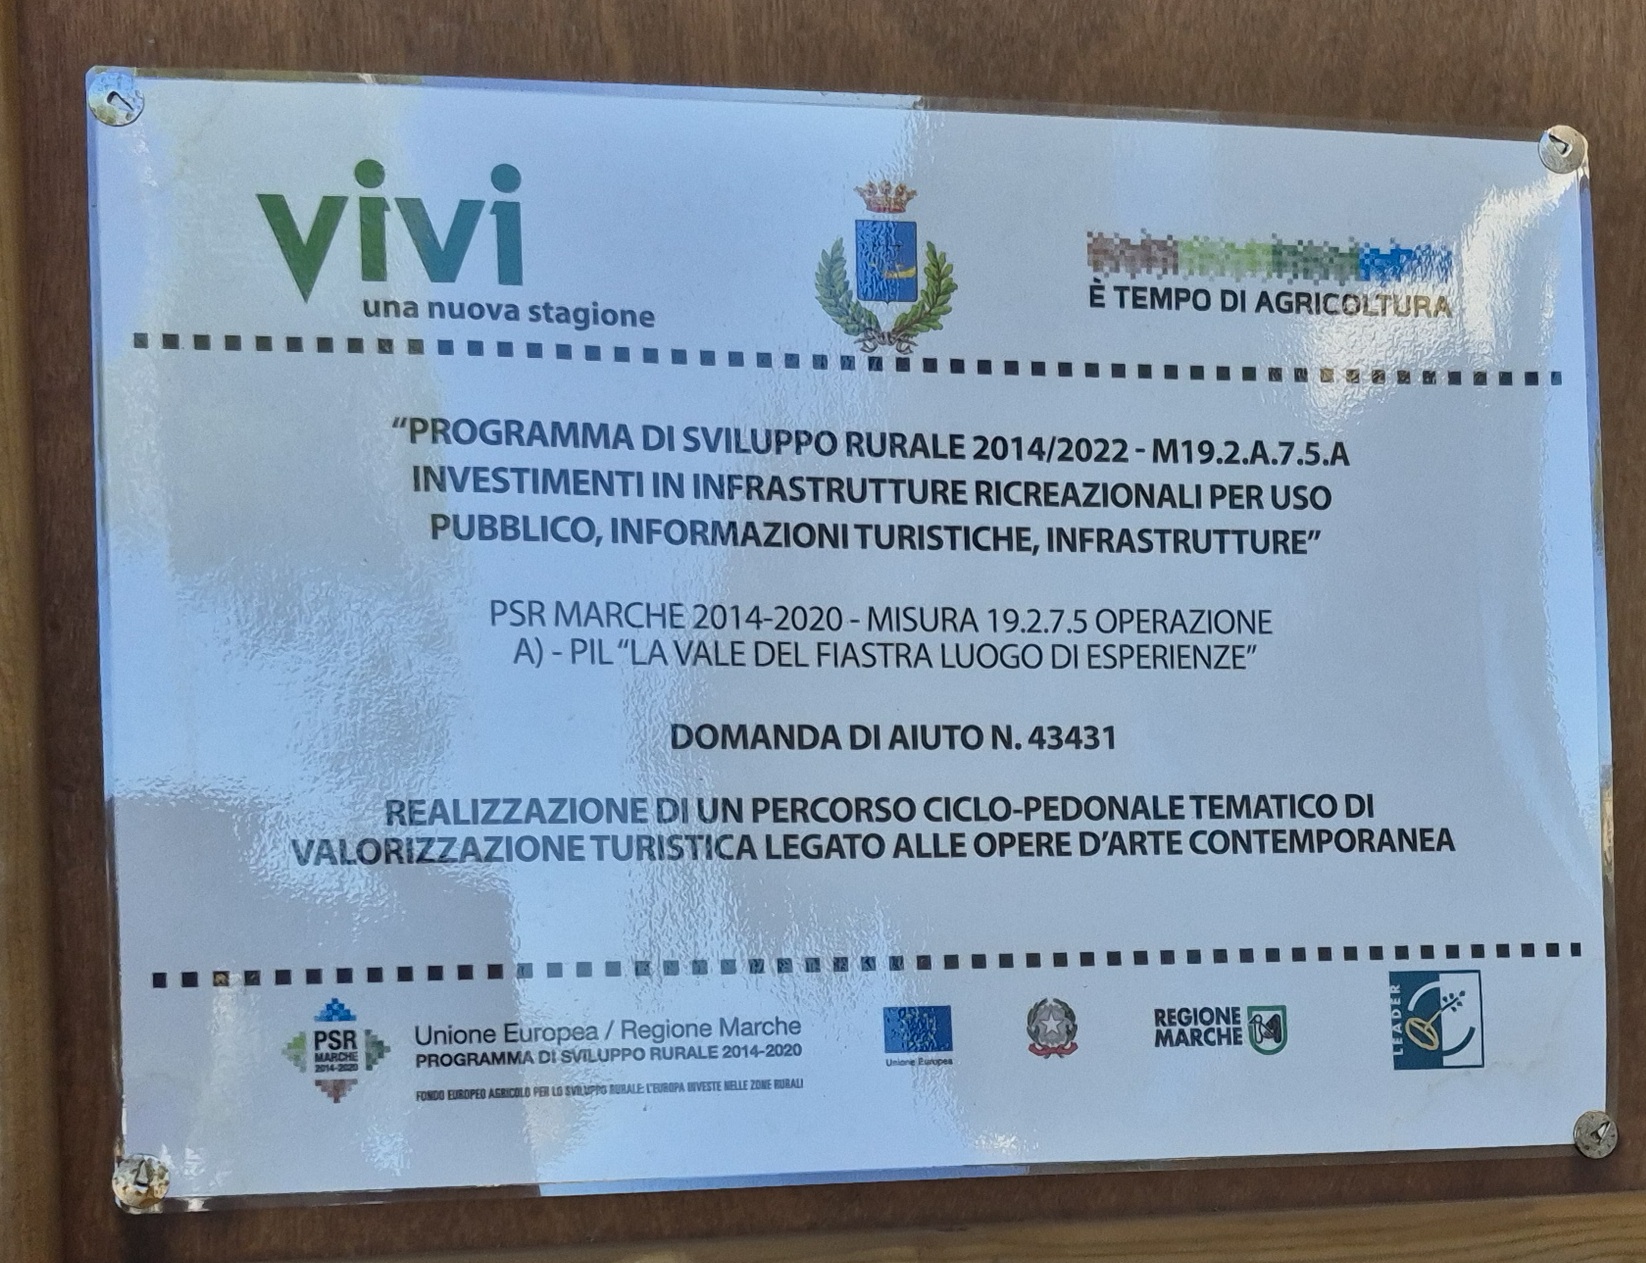 vivi
una nuova stagione
È TEMPO DI AGRICOLTURA
“PROGRAMMA DI SVILUPPO RURALE 2014/2022 - M19.2.A.7.5.A
INVESTIMENTI IN INFRASTRUTTURE RICREAZIONALI PER USO
PUBBLICO, INFORMAZIONI TURISTICHE, INFRASTRUTTURE”
PSR MARCHE 2014-2020 - MISURA 19.2.7.5 OPERAZIONE
A) - PIL “LA VALE DEL FIASTRA LUOGO DI ESPERIENZE”
DOMANDA DI AIUTO N. 43431
REALIZZAZIONE DI UN PERCORSO CICLO-PEDONALE TEMATICO DI
VALORIZZAZIONE TURISTICA LEGATO ALLE OPERE D’ARTE CONTEMPORANEA
PSR
MARCHE
2014-2020
Unione Europea / Regione Marche
PROGRAMMA DI SVILUPPO RURALE 2014-2020
FONDO EUROPEO AGRICOLO PER LO SVILUPPO RURALE: L'EUROPA INVESTE NELLE ZONE RURALI
Unione Europea
REGIONE
MARCHE
LEADER